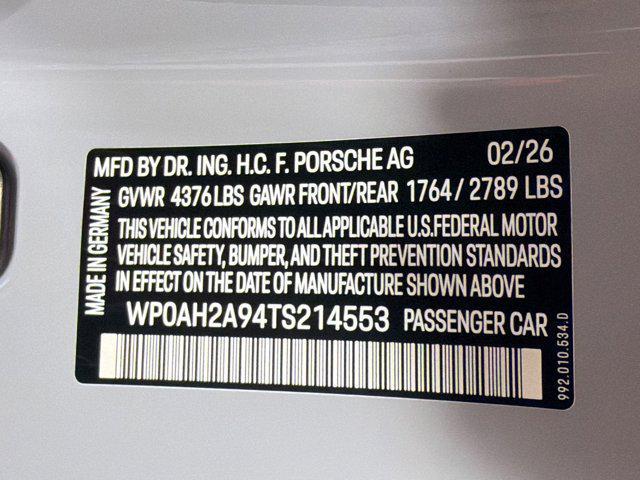 MFD BY DR. ING. H.C. F. PORSCHE AG 02/26
GVWR 4376 LBS GAWR FRONT/REAR 1764 / 2789 LBS
THIS VEHICLE CONFORMS TO ALL APPLICABLE U.S.FEDERAL MOTOR
VEHICLE SAFETY, BUMPER, AND THEFT PREVENTION STANDARDS
IN EFFECT ON THE DATE OF MANUFACTURE SHOWN ABOVE
WP0AH2A94TS214553 PASSENGER CAR
MADE IN GERMANY
992.010.534.D